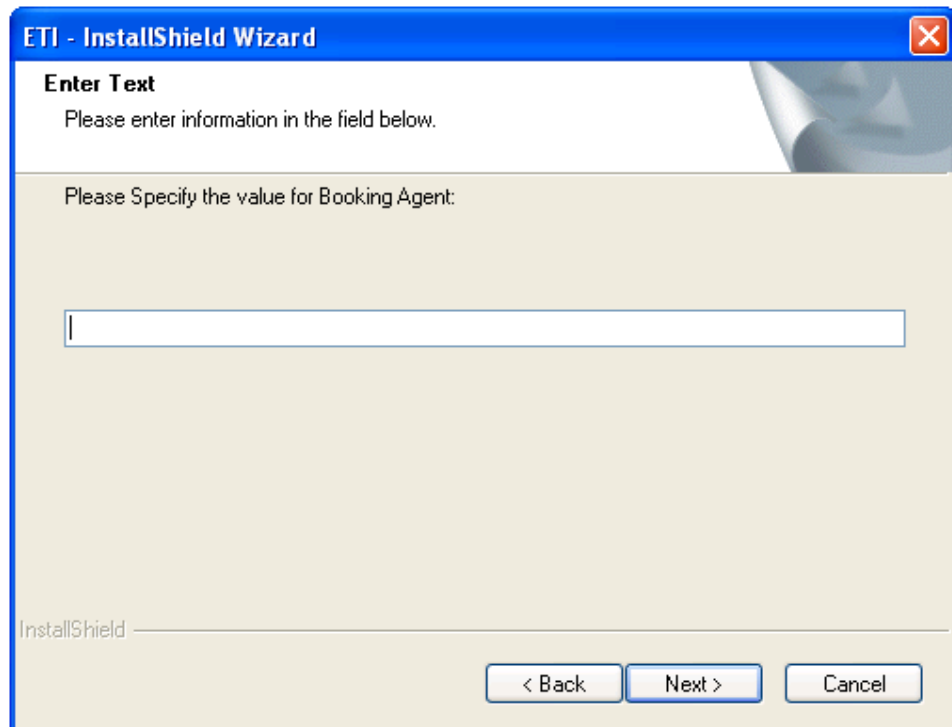 ETI - InstallShield Wizard
Enter Text
Please enter information in the field below.
Please Specify the value for Booking Agent:
InstallShield
< Back Next > Cancel